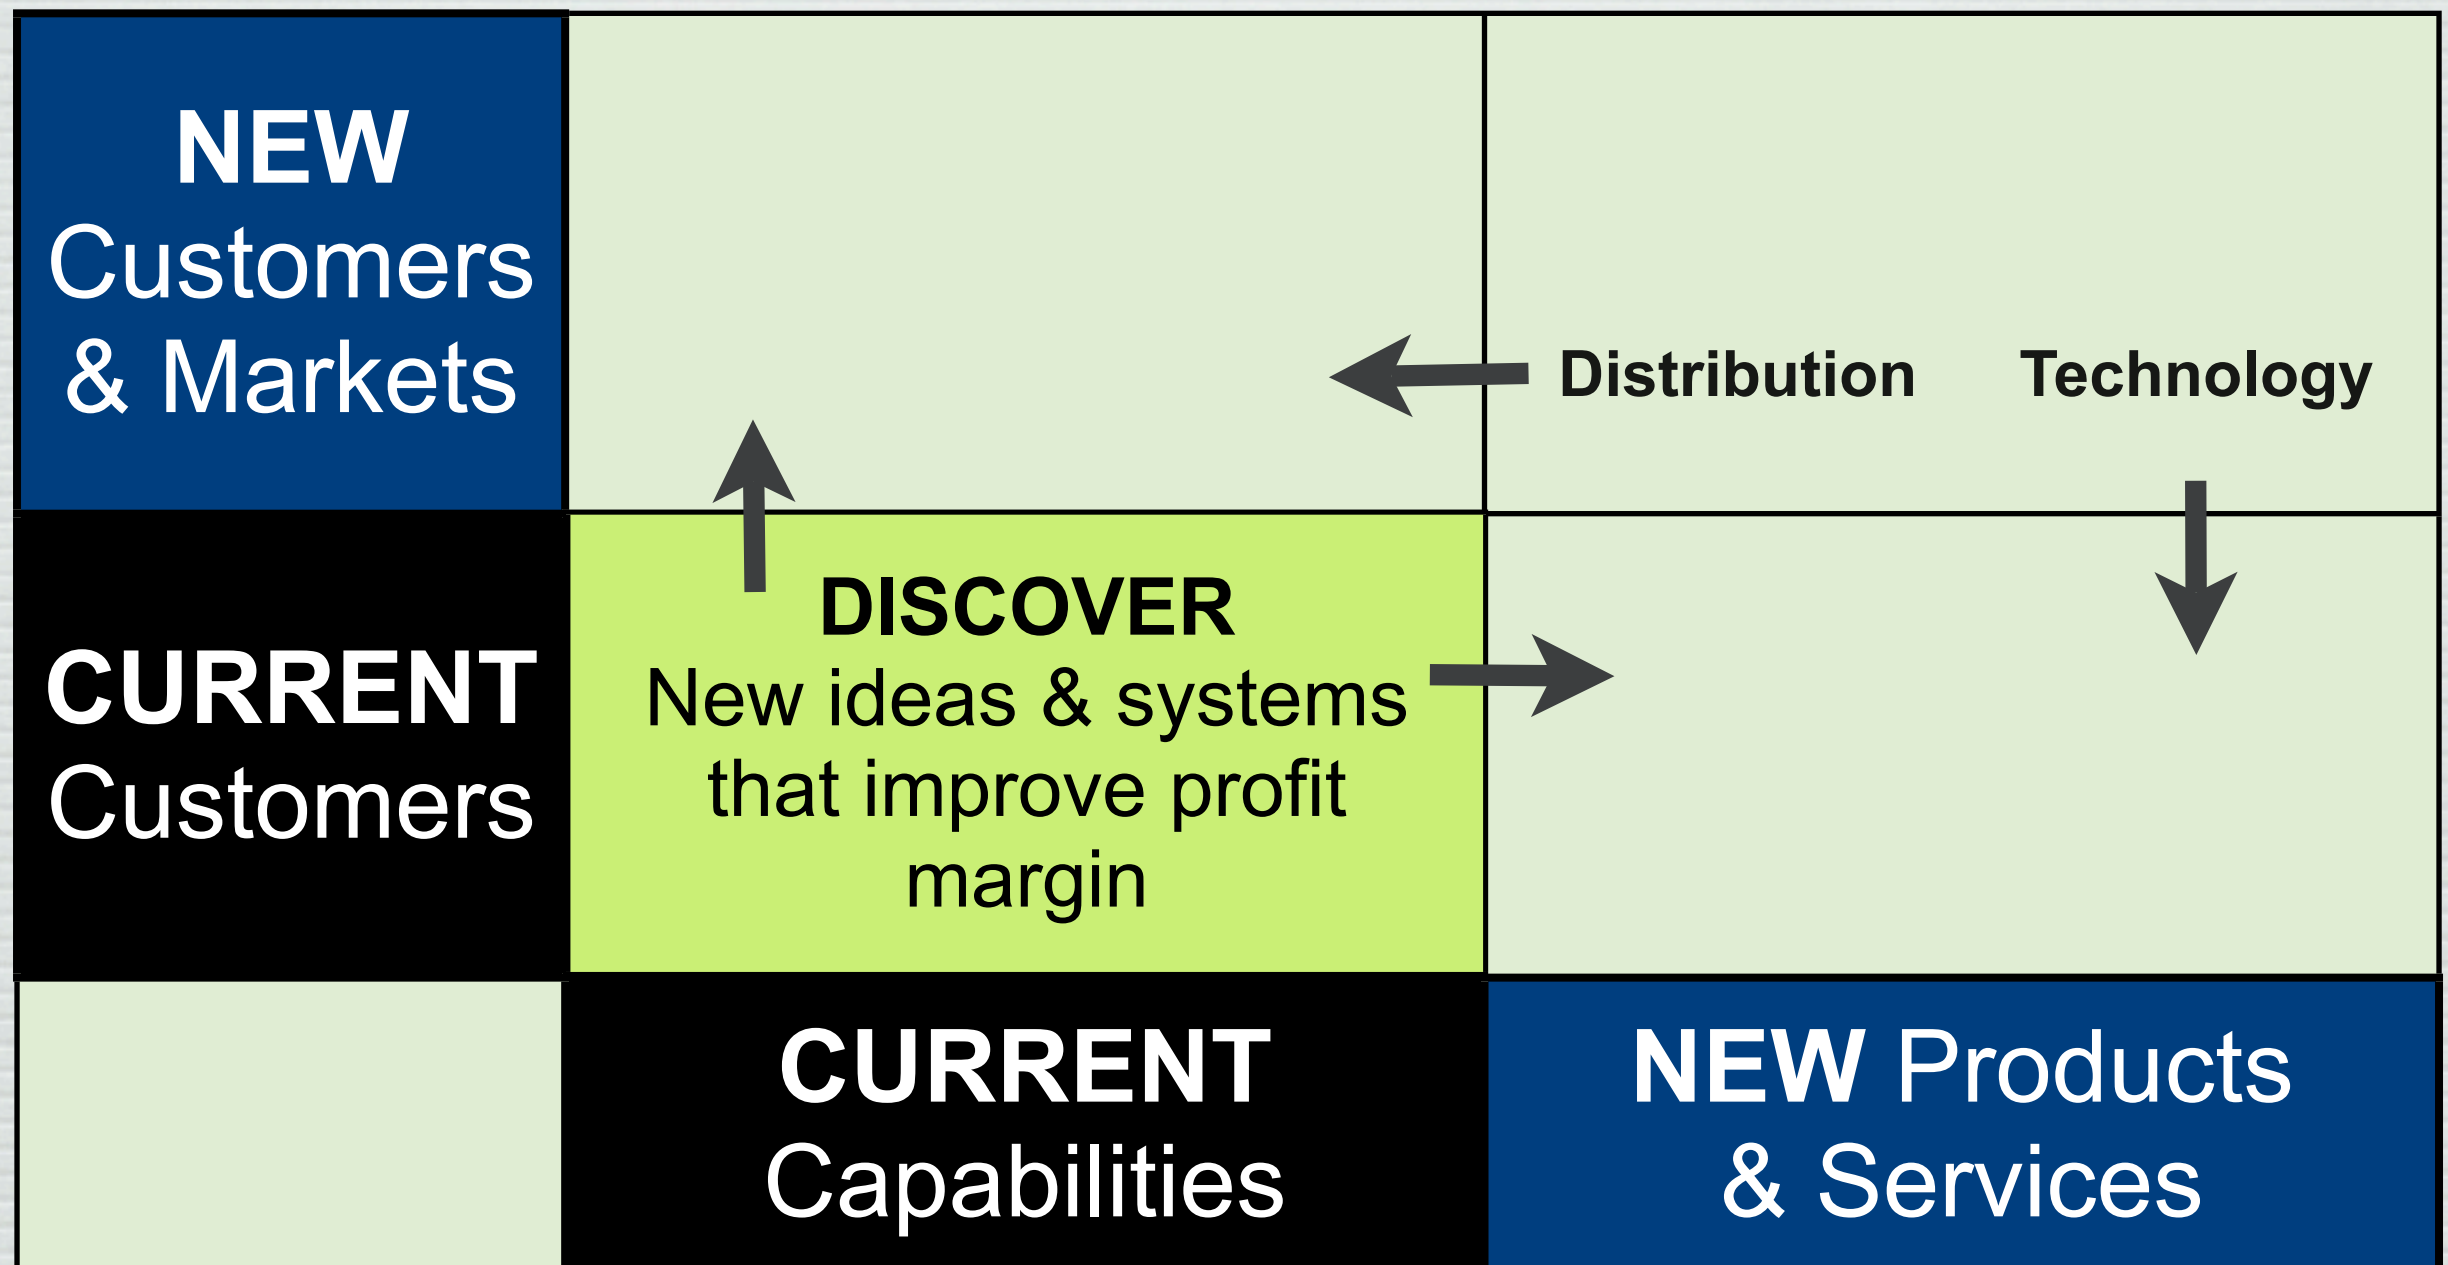 NEW
Customers
& Markets
Distribution Technology
CURRENT
Customers
DISCOVER
New ideas & systems
that improve profit
margin
CURRENT
Capabilities
NEW Products
& Services